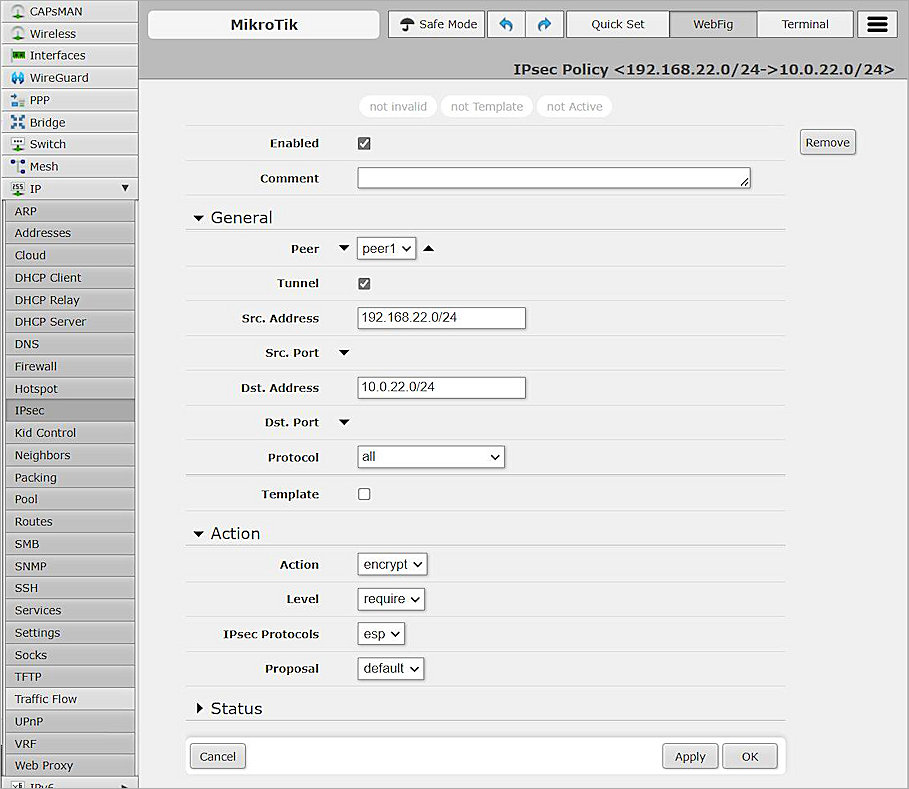 CAPsMAN
Wireless
Interfaces
WireGuard
PPP
Bridge
Switch
Mesh
255 IP
ARP
Addresses
Cloud
DHCP Client
DHCP Relay
DHCP Server
DNS
Firewall
Hotspot
IPsec
Kid Control
Neighbors
Packing
Pool
Routes
SMB
SNMP
SSH
Services
Settings
Socks
TFTP
Traffic Flow
UPnP
VRF
Web Proxy
IPv6
MikroTik
Safe Mode
Quick Set
WebFig
Terminal
IPsec Policy <192.168.22.0/24->10.0.22.0/24>
not invalid not Template not Active
Enabled
Remove
Comment
General
Peer peer1
Tunnel
Src. Address 192.168.22.0/24
Src. Port
Dst. Address 10.0.22.0/24
Dst. Port
Protocol all
Template
Action
Action encrypt
Level require
IPsec Protocols esp
Proposal default
Status
Cancel Apply OK